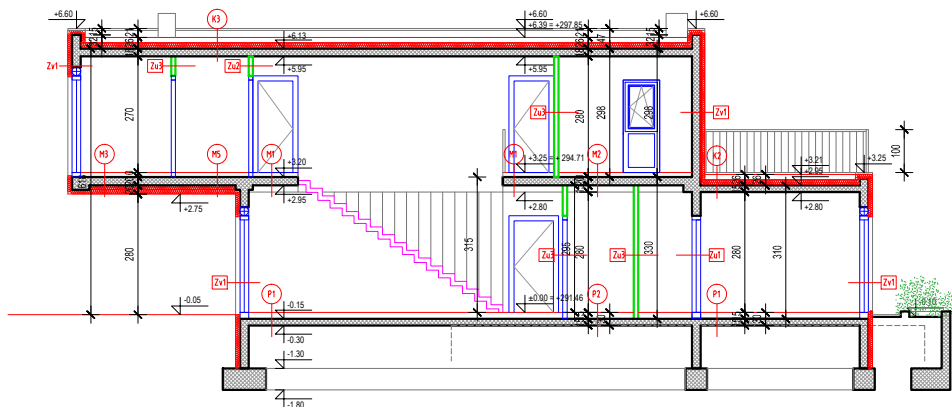 +6.60
K3
+6.60
+6.39 = +297.85
+6.60
+6.13
Zv1
Zu3
Zu2
+5.95
+5.95
270
Zu3
280
298
298
Zv1
100
M3
M5
M1
+3.20
M1
+3.25 = +294.71
M2
K2
+3.21
+3.25
+2.95
+2.95
+2.75
+2.80
+2.80
280
315
295
280
330
280
310
Zu3
Zu3
Zu1
Zv1
Zv1
-0.05
P1
-0.15
±0.00 = +291.46
P2
P1
-0.10
-0.30
-1.30
-1.80